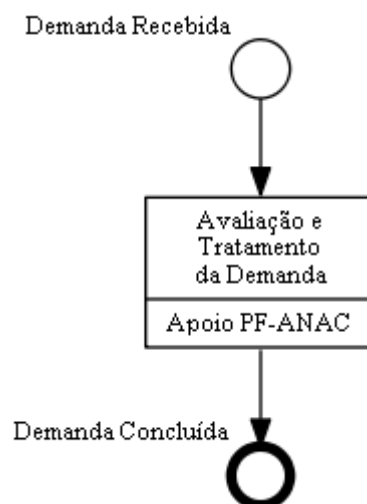 Demanda Recebida
Avaliação e
Tratamento
da Demanda
Apoio PF-ANAC
Demanda Concluída